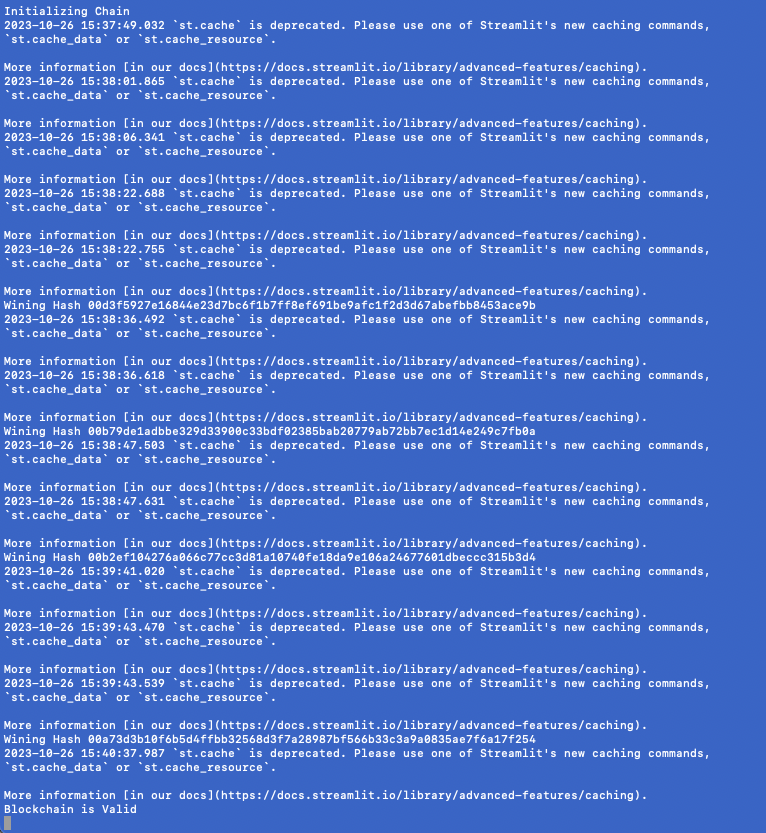 Initializing Chain
2023-10-26 15:37:49.032 `st.cache` is deprecated. Please use one of Streamlit's new caching commands,
`st.cache_data` or `st.cache_resource`.
More information [in our docs](https://docs.streamlit.io/library/advanced-features/caching).
2023-10-26 15:38:01.865 `st.cache` is deprecated. Please use one of Streamlit's new caching commands,
`st.cache_data` or `st.cache_resource`.
More information [in our docs](https://docs.streamlit.io/library/advanced-features/caching).
2023-10-26 15:38:06.341 `st.cache` is deprecated. Please use one of Streamlit's new caching commands,
`st.cache_data` or `st.cache_resource`.
More information [in our docs](https://docs.streamlit.io/library/advanced-features/caching).
2023-10-26 15:38:22.688 `st.cache` is deprecated. Please use one of Streamlit's new caching commands,
`st.cache_data` or `st.cache_resource`.
More information [in our docs](https://docs.streamlit.io/library/advanced-features/caching).
2023-10-26 15:38:22.755 `st.cache` is deprecated. Please use one of Streamlit's new caching commands,
`st.cache_data` or `st.cache_resource`.
More information [in our docs](https://docs.streamlit.io/library/advanced-features/caching).
Wining Hash 00d3f5927e16844e23d7bc6f1b7ff8ef691be9afc1f2d3d67abefbb8453ace9b
2023-10-26 15:38:36.492 `st.cache` is deprecated. Please use one of Streamlit's new caching commands,
`st.cache_data` or `st.cache_resource`.
More information [in our docs](https://docs.streamlit.io/library/advanced-features/caching).
2023-10-26 15:38:36.618 `st.cache` is deprecated. Please use one of Streamlit's new caching commands,
`st.cache_data` or `st.cache_resource`.
More information [in our docs](https://docs.streamlit.io/library/advanced-features/caching).
Wining Hash 00b79de1adbbe329d33900c33bdf02385bab20779ab72bb7ec1d14e249c7fb0a
2023-10-26 15:38:47.503 `st.cache` is deprecated. Please use one of Streamlit's new caching commands,
`st.cache_data` or `st.cache_resource`.
More information [in our docs](https://docs.streamlit.io/library/advanced-features/caching).
2023-10-26 15:38:47.631 `st.cache` is deprecated. Please use one of Streamlit's new caching commands,
`st.cache_data` or `st.cache_resource`.
More information [in our docs](https://docs.streamlit.io/library/advanced-features/caching).
Wining Hash 00b2ef104276a066c77cc3d81a10740fe18da9e106a24677601dbeccc315b3d4
2023-10-26 15:39:41.020 `st.cache` is deprecated. Please use one of Streamlit's new caching commands,
`st.cache_data` or `st.cache_resource`.
More information [in our docs](https://docs.streamlit.io/library/advanced-features/caching).
2023-10-26 15:39:43.470 `st.cache` is deprecated. Please use one of Streamlit's new caching commands,
`st.cache_data` or `st.cache_resource`.
More information [in our docs](https://docs.streamlit.io/library/advanced-features/caching).
2023-10-26 15:39:43.539 `st.cache` is deprecated. Please use one of Streamlit's new caching commands,
`st.cache_data` or `st.cache_resource`.
More information [in our docs](https://docs.streamlit.io/library/advanced-features/caching).
Wining Hash 00a73d3b10f6b5d4ffbb32568d3f7a28987bf566b33c3a9a0835ae7f6a17f254
2023-10-26 15:40:37.987 `st.cache` is deprecated. Please use one of Streamlit's new caching commands,
`st.cache_data` or `st.cache_resource`.
More information [in our docs](https://docs.streamlit.io/library/advanced-features/caching).
Blockchain is Valid